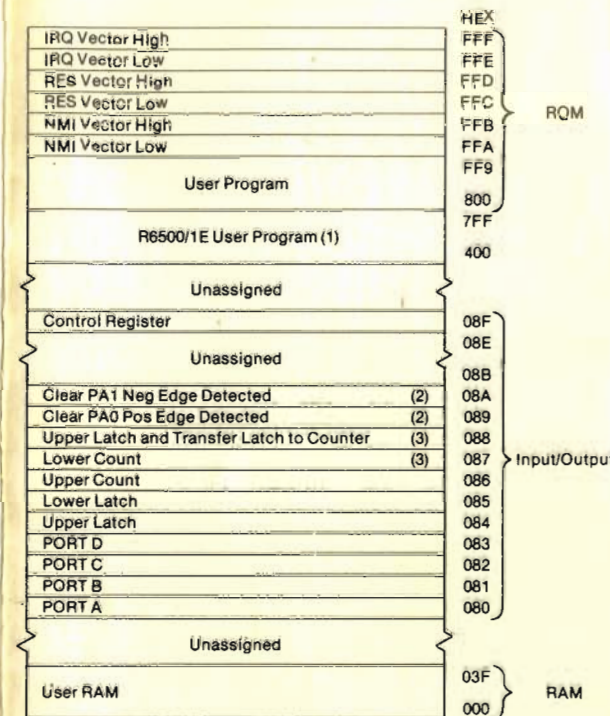 HEX
IRQ Vector High FFF
IRQ Vector Low FFE
RES Vector High FFD
RES Vector Low FFC
NMI Vector High FFB
NMI Vector Low FFA
ROM
FF9
User Program
800
7FF
R6500/1E User Program (1)
400
Unassigned
Control Register 08F
08E
Unassigned
08B
Clear PA1 Neg Edge Detected (2) 08A
Clear PA0 Pos Edge Detected (2) 089
Upper Latch and Transfer Latch to Counter (3) 088
Lower Count (3) 087 Input/Output
Upper Count 086
Lower Latch 085
Upper Latch 084
PORT D 083
PORT C 082
PORT B 081
PORT A 080
Unassigned
03F
User RAM RAM
000